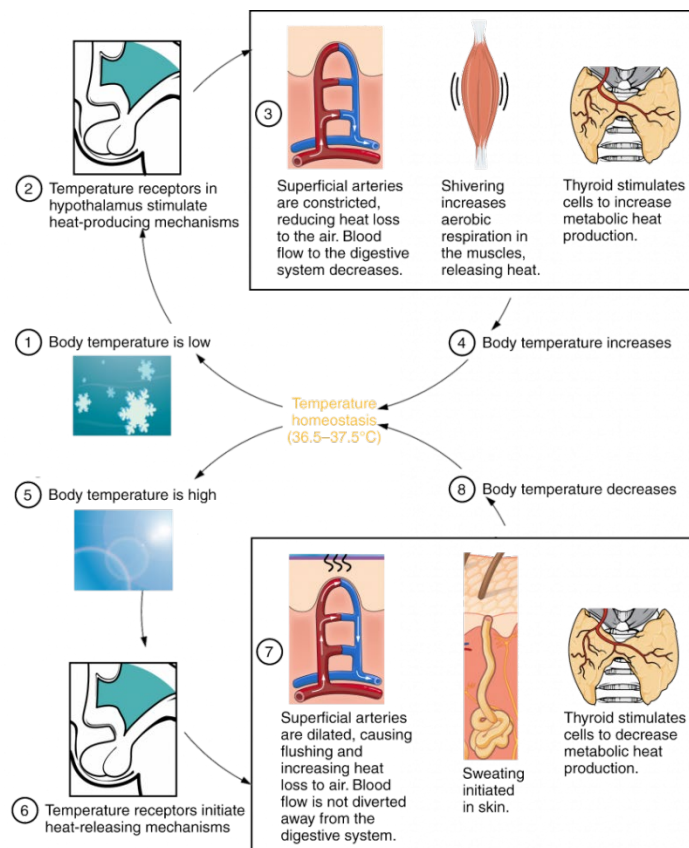 2 Temperature receptors in
hypothalamus stimulate
heat-producing mechanisms
3
Superficial arteries
are constricted,
reducing heat loss
to the air. Blood
flow to the digestive
system decreases.
Shivering
increases
aerobic
respiration in
the muscles,
releasing heat.
Thyroid stimulates
cells to increase
metabolic heat
production.
1 Body temperature is low
4 Body temperature increases
Temperature
homeostasis
(36.5–37.5°C)
5 Body temperature is high
8 Body temperature decreases
6 Temperature receptors initiate
heat-releasing mechanisms
7
Superficial arteries
are dilated, causing
flushing and
increasing heat
loss to air. Blood
flow is not diverted
away from the
digestive system.
Sweating
initiated
in skin.
Thyroid stimulates
cells to decrease
metabolic heat
production.